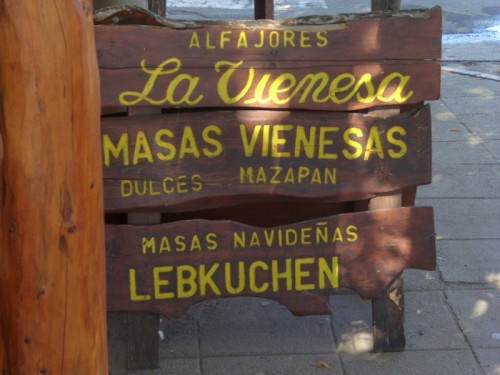 ALFAJORES
La Vienesa
MASAS VIENESAS
DULCES MAZAPAN
MASAS NAVIDEÑAS
LEBKUCHEN